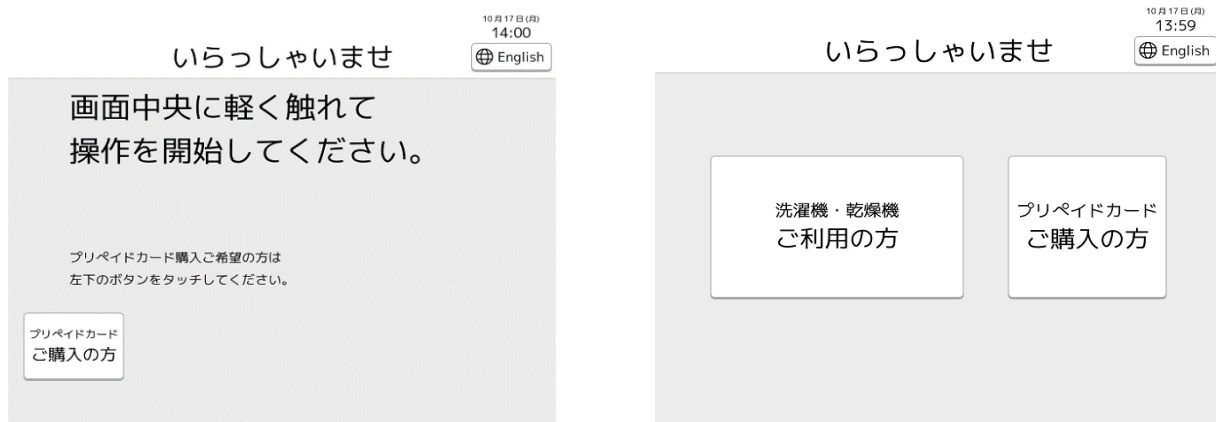 10月17日(月)
14:00
いらっしゃいませ
English
画面中央に軽く触れて
操作を開始してください。
プリペイドカード購入ご希望の方は
左下のボタンをタッチしてください。
プリペイドカード
ご購入の方
10月17日(月)
13:59
いらっしゃいませ
English
洗濯機・乾燥機
ご利用の方
プリペイドカード
ご購入の方